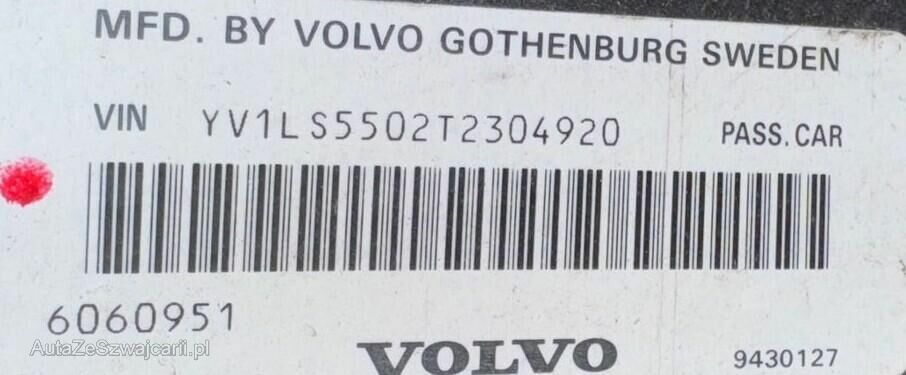 MFD. BY VOLVO GOTHENBURG SWEDEN
VIN YV1LS5502T2304920 PASS. CAR
6060951
AutaZeSzwajcarii.pl
VOLVO 9430127